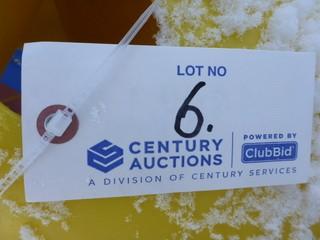 LOT NO
6.
CENTURY
AUCTIONS
POWERED BY
ClubBid
A DIVISION OF CENTURY SERVICES